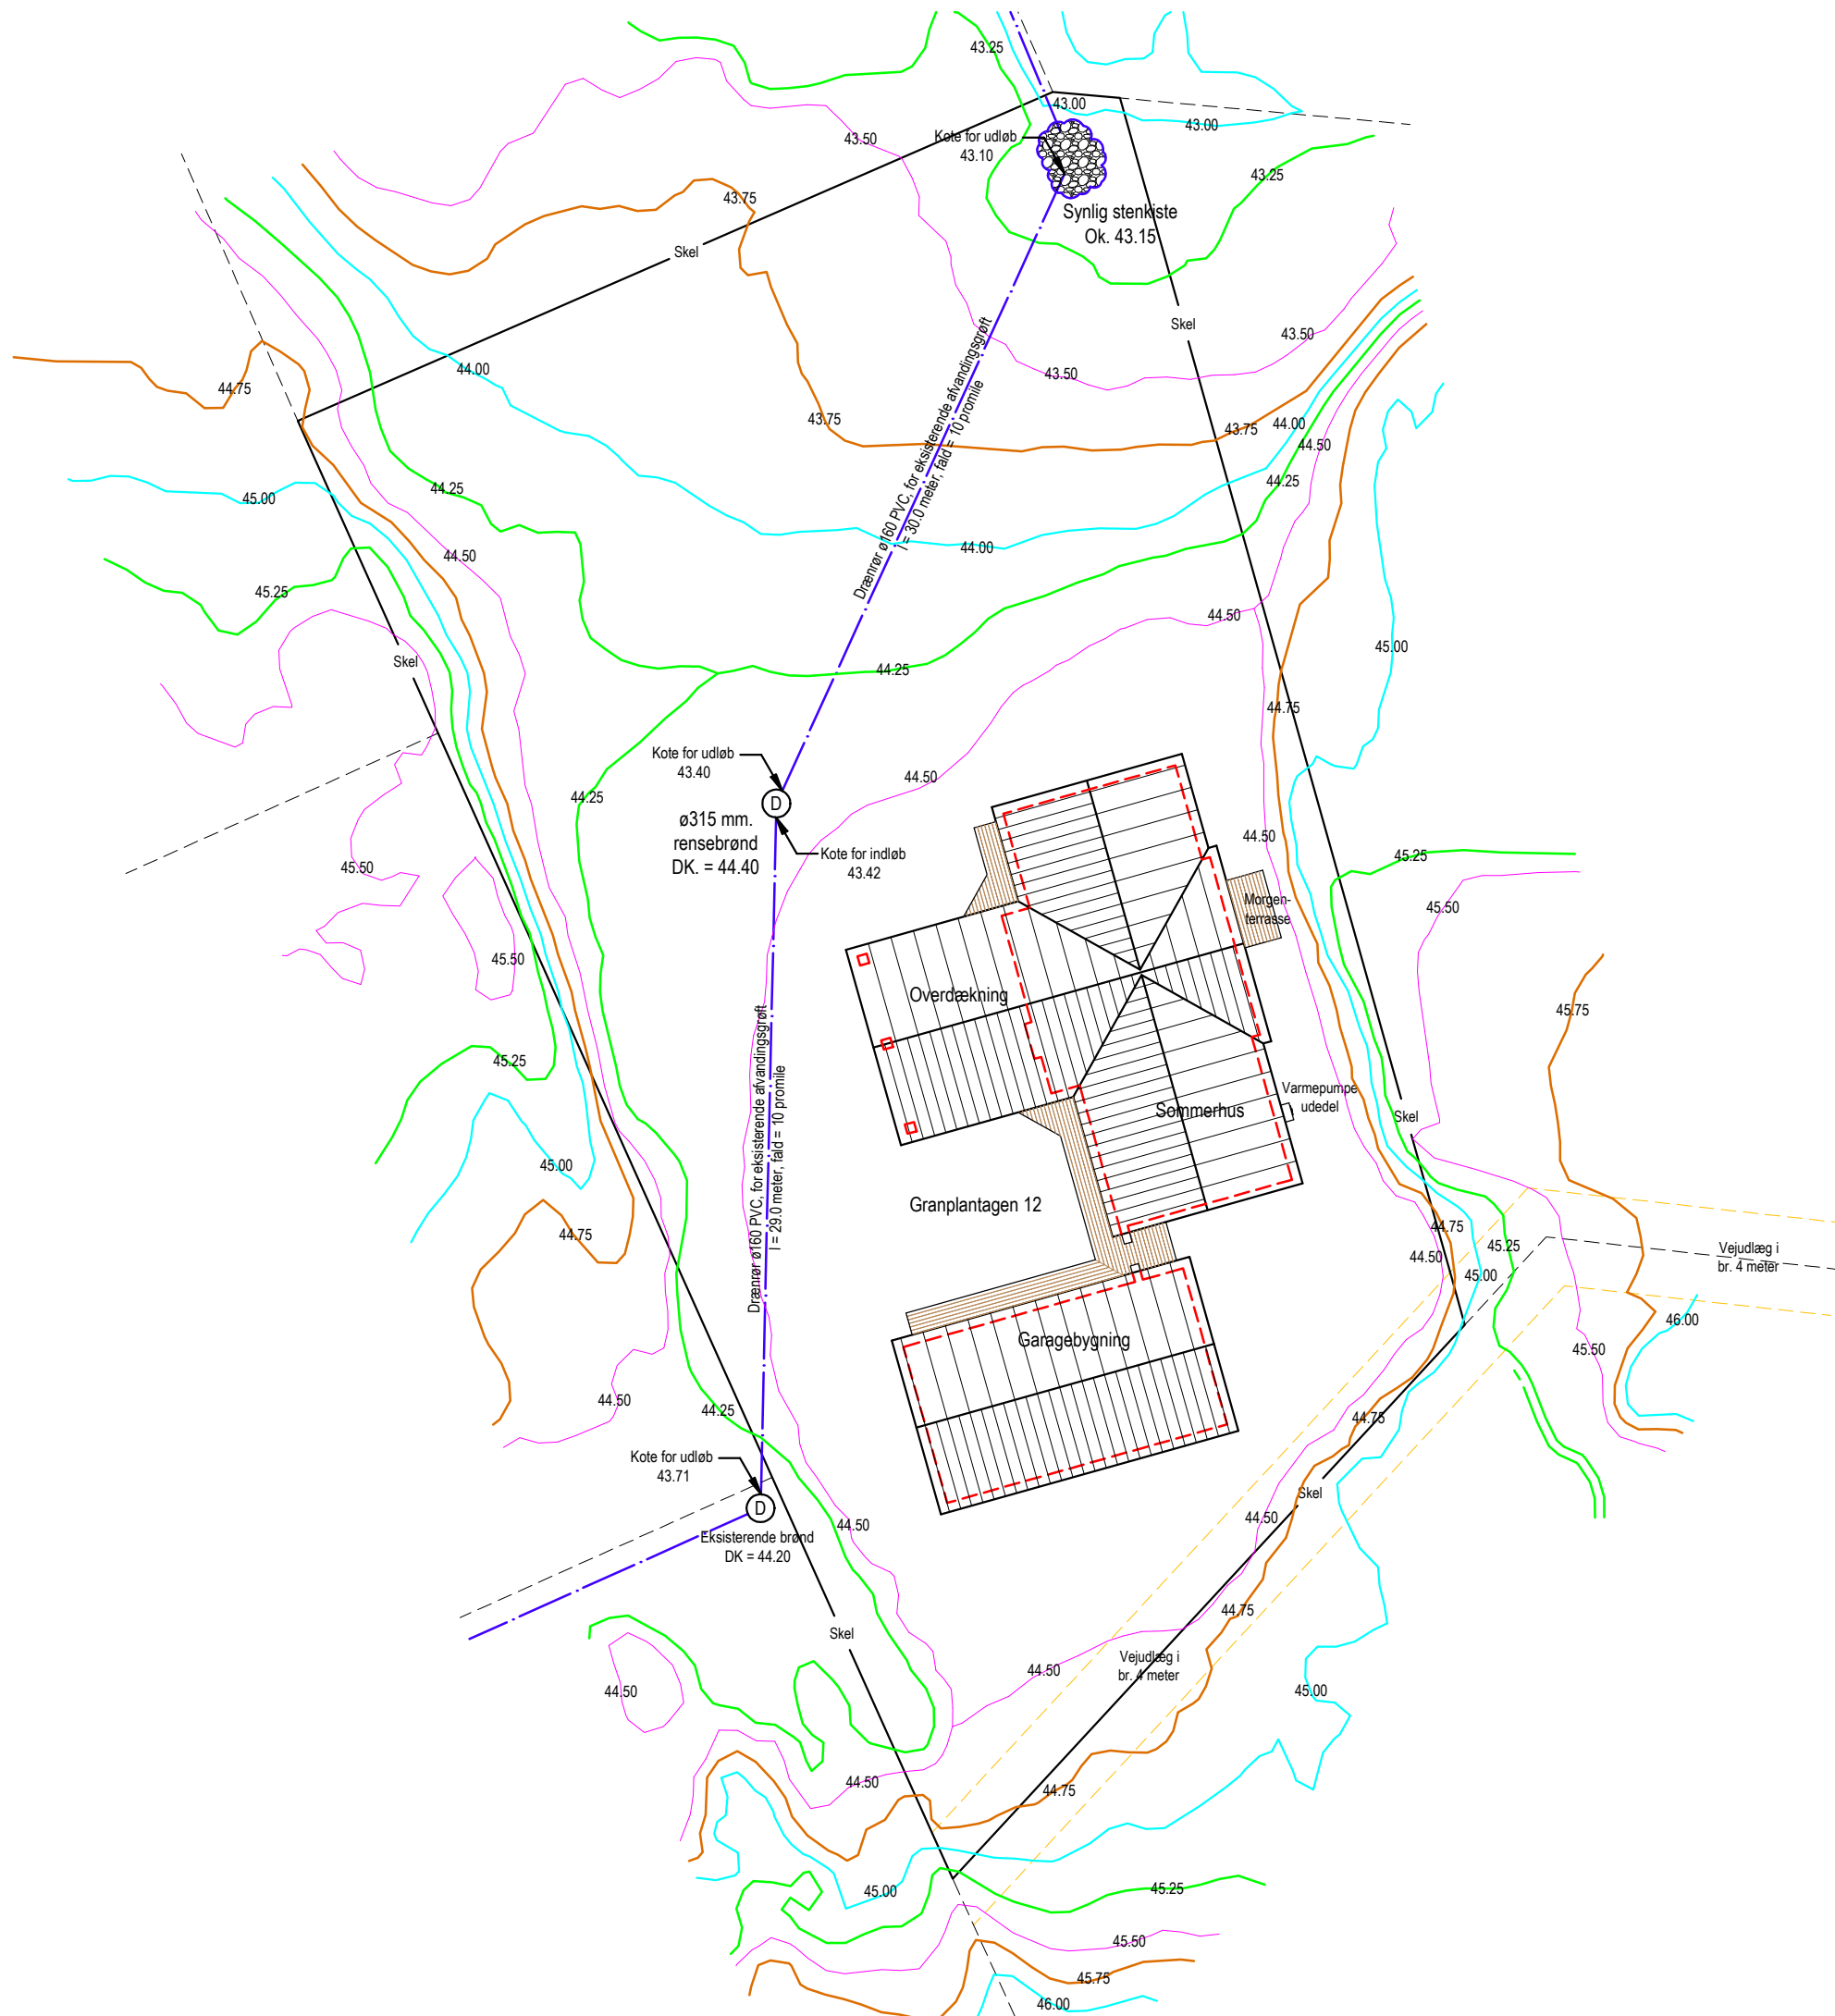 43.25
43.00
43.00
43.50
Kote for udløb
43.10
43.25
43.75
Synlig stenkiste
Ok. 43.15
Skel
Skel
43.50
44.00
43.50
44.75
43.75
43.75
44.00
44.50
44.25
44.25
45.00
Drænrør ø160 PVC, for eksisterende afvandingsgrøft
l = 30.0 meter, fald = 10 promile
44.00
44.50
45.25
44.50
45.00
Skel
44.25
44.75
Kote for udløb
43.40
44.50
44.25
ø315 mm.
rensebrønd
DK. = 44.40
D
Kote for indløb
43.42
44.50
45.25
45.50
Morgen-
terrasse
45.50
45.50
Overdækning
45.75
45.25
Drænrør ø160 PVC, for eksisterende afvandingsgrøft
l = 29.0 meter, fald = 10 promile
Varmepumpe
udedel
Sommerhus
Skel
45.00
Granplantagen 12
44.75
44.75
44.50
45.25
45.00
Vejudlæg i
br. 4 meter
46.00
Garagebygning
45.50
44.50
44.25
44.75
Kote for udløb
43.71
Skel
D
44.50
44.50
Eksisterende brønd
DK = 44.20
44.75
Skel
Vejudlæg i
br. 4 meter
44.50
44.50
45.00
44.50
44.75
45.00
45.25
45.50
45.75
46.00